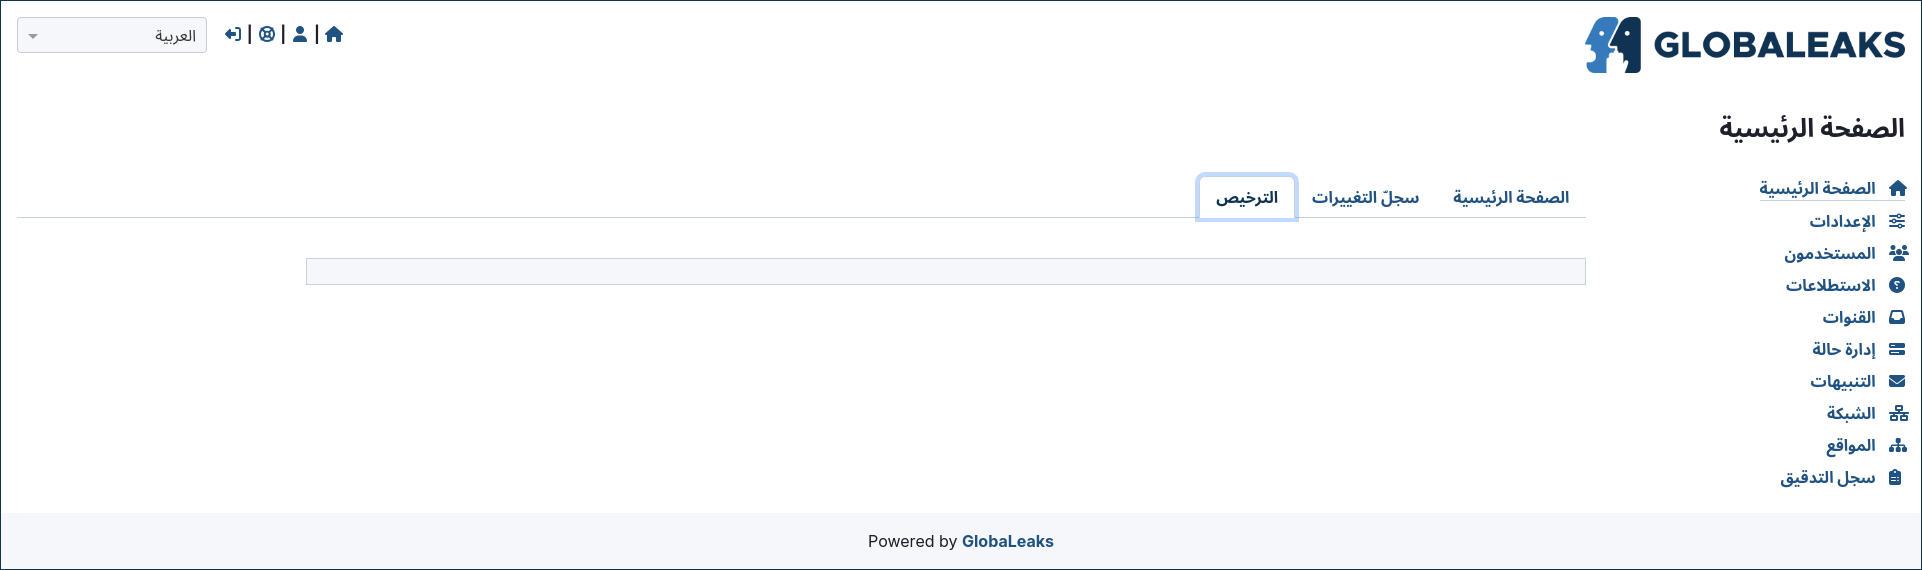 GLOBALEAKS
العربية
الصفحة الرئيسية
الصفحة الرئيسية
الإعدادات
المستخدمون
الاستطلاعات
القنوات
إدارة حالة
التنبيهات
الشبكة
المواقع
سجل التدقيق
الصفحة الرئيسية
سجلّ التغييرات
الترخيص
Powered by GlobaLeaks